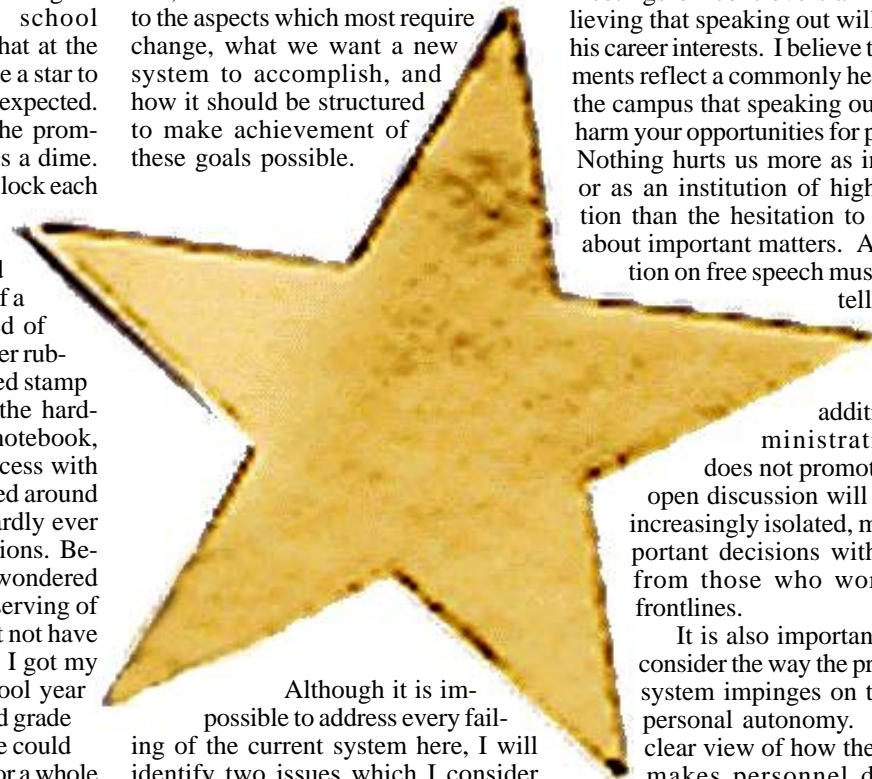 school
hat at the
e a star to
expected.
he prom-
s a dime.
lock each
f a
d of
er rub-
ed stamp
the hard-
notebook,
cess with
ed around
ardly ever
ions. Be-
wondered
serving of
t not have
I got my
ool year
d grade
e could
or a whole
to the aspects which most require
change, what we want a new
system to accomplish, and
how it should be structured
to make achievement of
these goals possible.
Although it is im-
possible to address every fail-
ing of the current system here, I will
identify two issues which I consider
lieving that speaking out will
his career interests. I believe t
ments reflect a commonly he
the campus that speaking ou
harm your opportunities for p
Nothing hurts us more as in
or as an institution of high
tion than the hesitation to
about important matters. A
tion on free speech mus
tell
additi
ministrati
does not promot
open discussion will
increasingly isolated, m
portant decisions with
from those who wor
frontlines.
It is also importan
consider the way the pr
system impinges on t
personal autonomy.
clear view of how the
makes personnel d